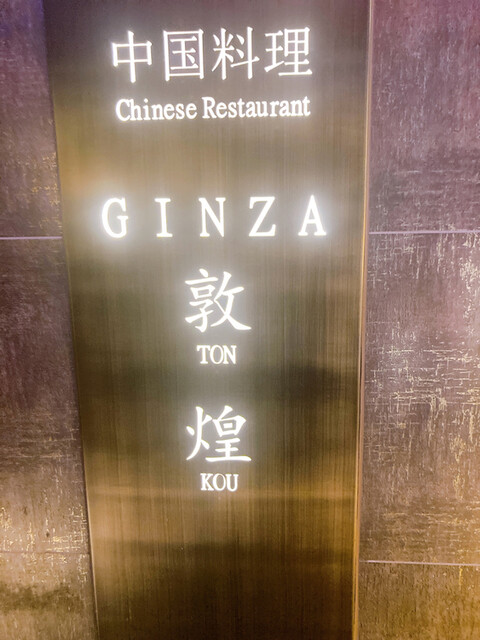 中国料理
Chinese Restaurant
GINZA
敦
TON
煌
KOU